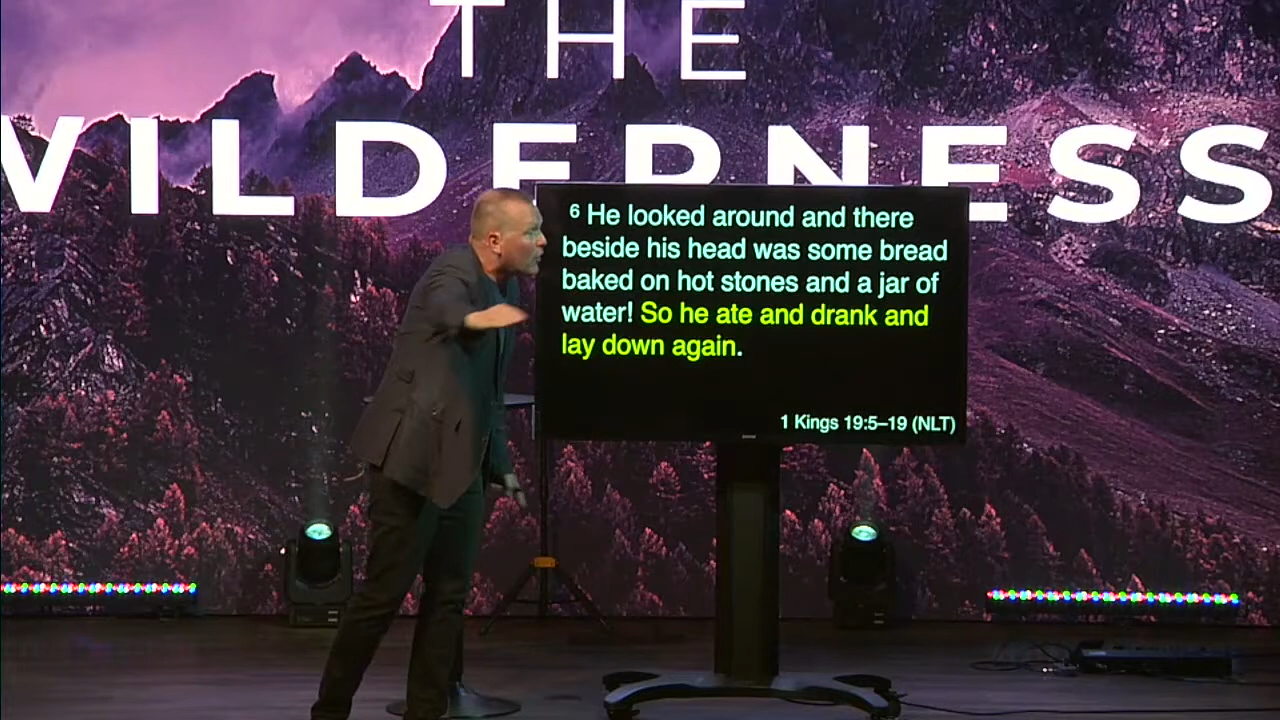 THE
WILDERNESS
6 He looked around and there
beside his head was some bread
baked on hot stones and a jar of
water! So he ate and drank and
lay down again.
1 Kings 19:5–19 (NLT)